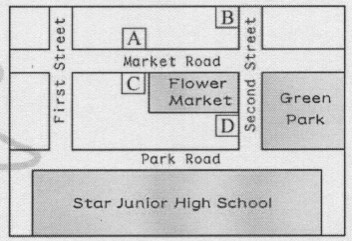 B
A
First Street
Second Street
Market Road
C
Flower
Market
Green
Park
D
Park Road
Star Junior High School